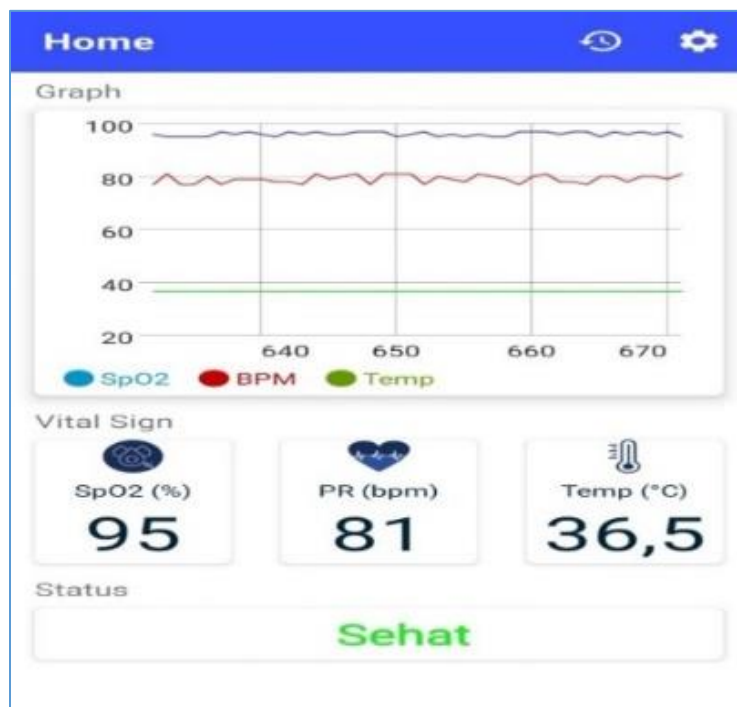 Home
Graph
100
80
60
40
20
640 650 660 670
SpO2 BPM Temp
Vital Sign
SpO2 (%) PR (bpm) Temp (°C)
95 81 36,5
Status
Sehat